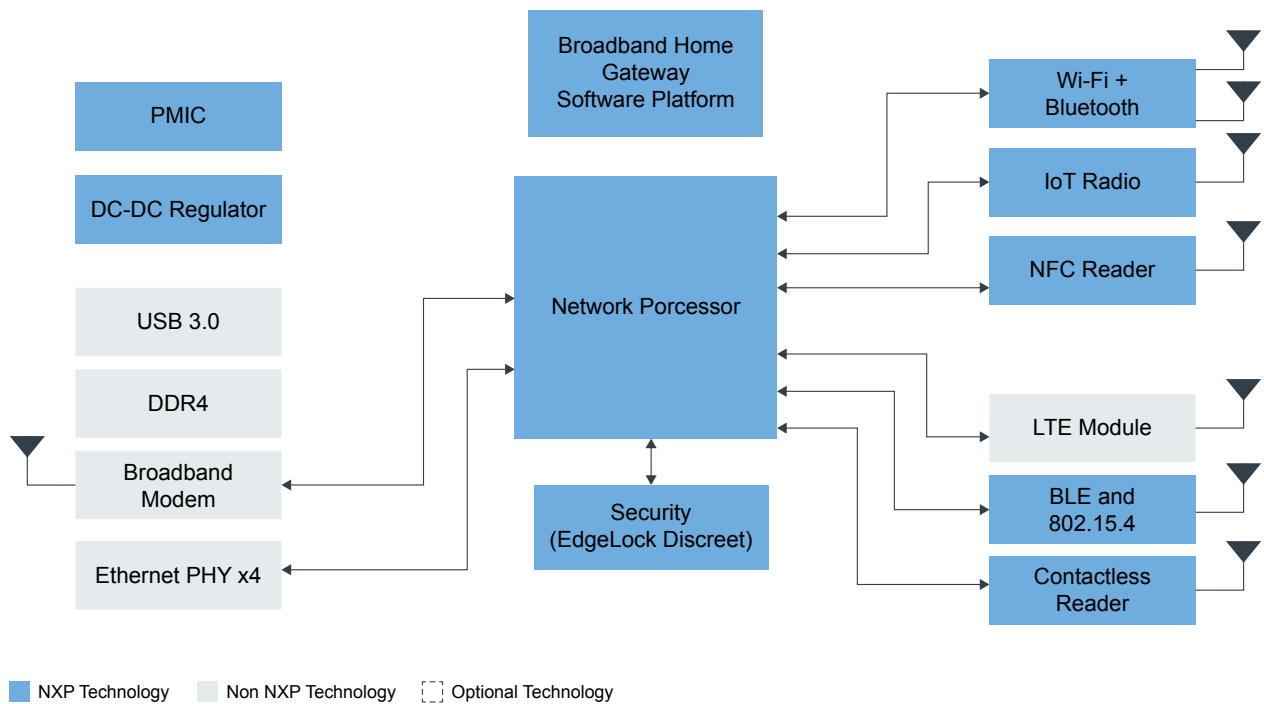 Broadband Home
Gateway
Software Platform
PMIC
DC-DC Regulator
USB 3.0
DDR4
Broadband
Modem
Ethernet PHY x4
Network Porcessor
Security
(EdgeLock Discreet)
Wi-Fi +
Bluetooth
IoT Radio
NFC Reader
LTE Module
BLE and
802.15.4
Contactless
Reader
NXP Technology
Non NXP Technology
Optional Technology